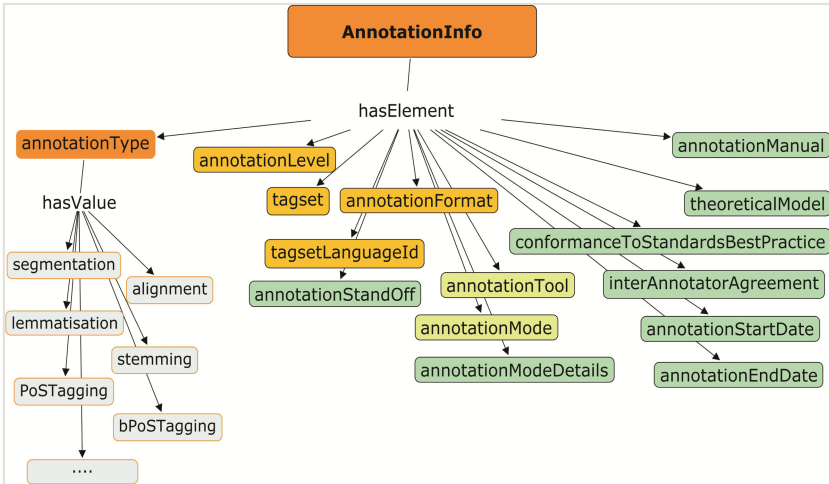 AnnotationInfo
hasElement
annotationType
annotationManual
annotationLevel
hasValue
tagset
annotationFormat
theoreticalModel
conformanceToStandardsBestPractice
segmentation
tagsetLanguageId
alignment
annotationStandOff
annotationTool
interAnnotatorAgreement
lemmatisation
annotationMode
annotationStartDate
stemming
annotationModeDetails
annotationEndDate
PoSTagging
bPoSTagging
....